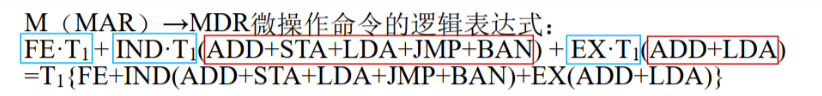 M（MAR）→MDR微操作命令的逻辑表达式：
FE·T₁+ IND·T₁(ADD+STA+LDA+JMP+BAN) + EX·T₁(ADD+LDA)
=T₁{FE+IND(ADD+STA+LDA+JMP+BAN)+EX(ADD+LDA)}